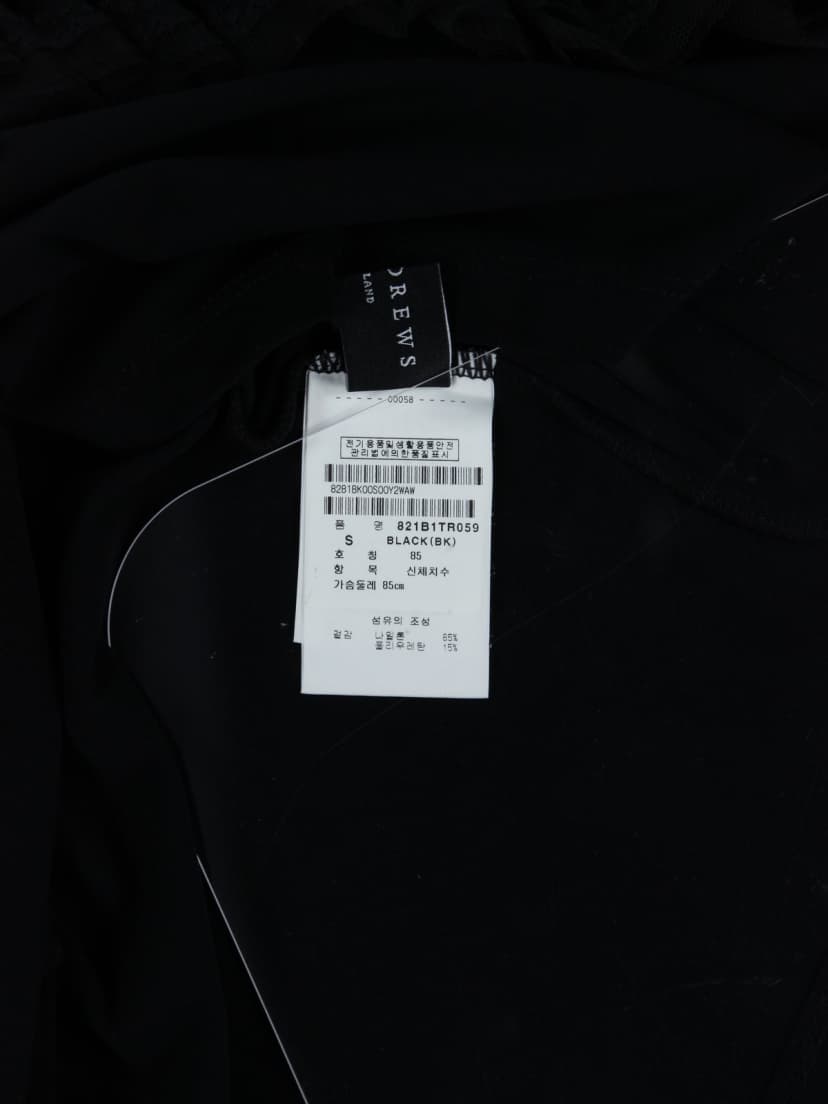 DREWS
LAND
- - - - - 00058 - - - - -
전기용품및생활용품안전
관리법에의한품질표시
82818K00S00Y2WAW
품 명 821B1TR059
S BLACK(BK)
호 칭 85
항 목 신체치수
가슴둘레 85cm
섬유의 조성
겉감 나일론 85%
폴리우레탄 15%